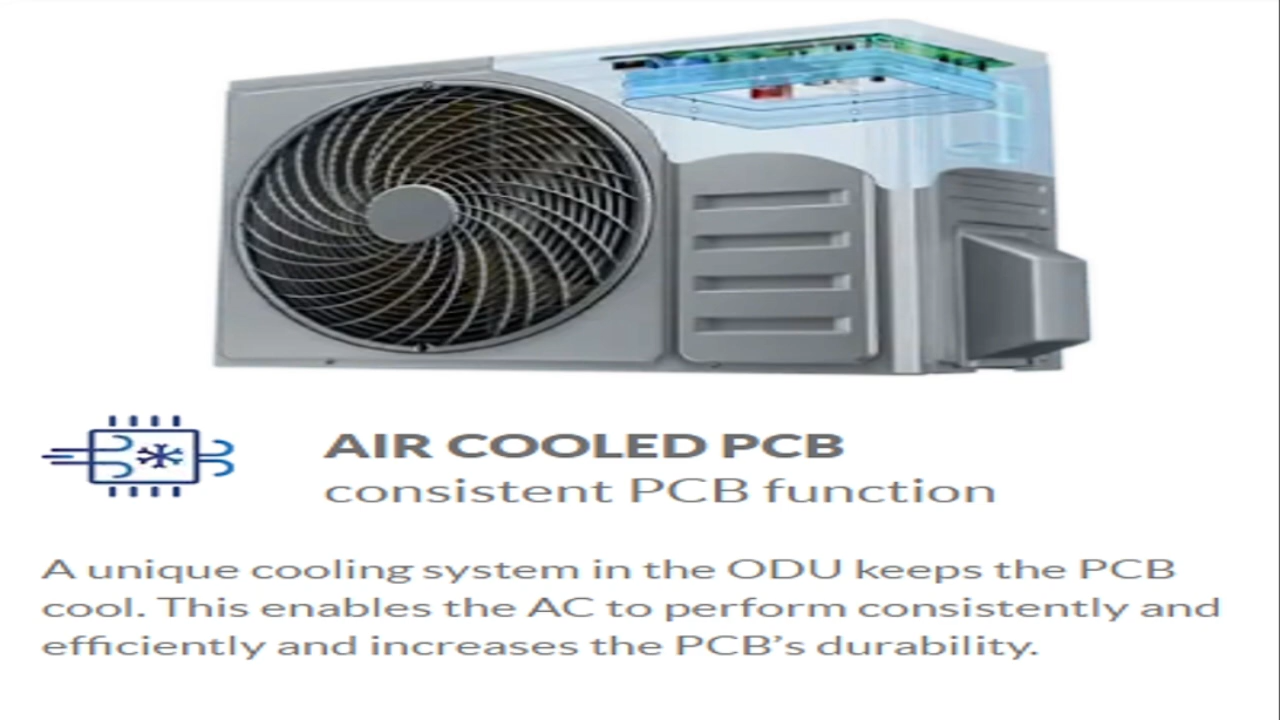 AIR COOLED PCB
consistent PCB function
A unique cooling system in the ODU keeps the PCB
cool. This enables the AC to perform consistently and
efficiently and increases the PCB’s durability.